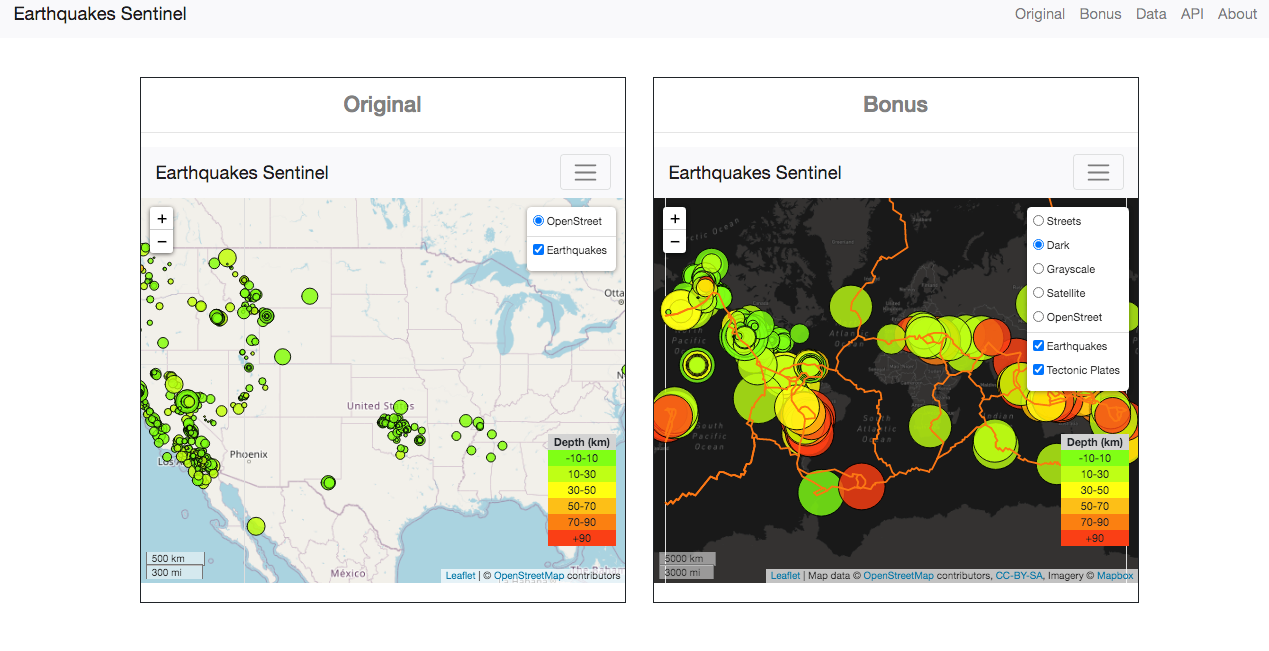 Earthquakes Sentinel
Original Bonus Data API About
Original
Earthquakes Sentinel
+
−
OpenStreet
Earthquakes
Otta
United States
Phoenix
Los A
México
Depth (km)
-10-10
10-30
30-50
50-70
70-90
+90
500 km
300 mi
Leaflet | © OpenStreetMap contributors
Bonus
Earthquakes Sentinel
+
−
Streets
Dark
Grayscale
Satellite
OpenStreet
Earthquakes
Tectonic Plates
Pacific
Ocean
South
Pacific
Ocean
South
Atlantic
Ocean
Depth (km)
-10-10
10-30
30-50
50-70
70-90
+90
5000 km
3000 mi
Leaflet | Map data © OpenStreetMap contributors, CC-BY-SA, Imagery © Mapbox